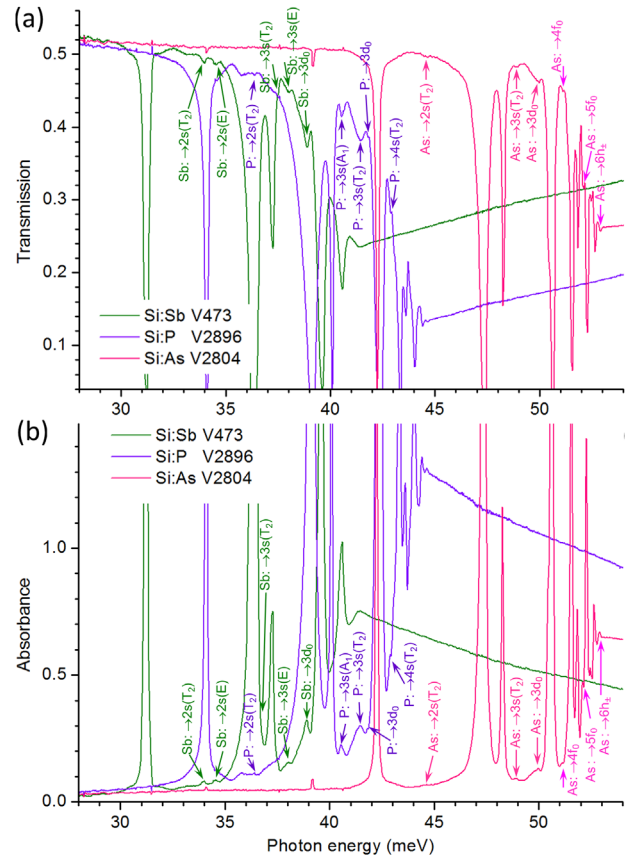 (a)
Sb: →2s(T₂)
Sb: →2s(E)
P: →2s(T₂)
Sb: →3s(T₂)
Sb: →3s(E)
Sb: →3d₀
P: →3s(A₁)
P: →3s(T₂)
P: →3d₀
P: →4s(T₂)
As: →2s(T₂)
As: →3s(T₂)
As: →3d₀
As: →4f₀
As: →5f₀
As: →6h±
0.5
0.4
0.3
0.2
0.1
Transmission
Si:Sb V473
Si:P V2896
Si:As V2804
30
35
40
45
50
(b)
Si:Sb V473
Si:P V2896
Si:As V2804
Sb: →2s(T₂)
Sb: →2s(E)
P: →2s(T₂)
Sb: →3s(T₂)
Sb: →3s(E)
Sb: →3d₀
P: →3s(A₁)
P: →3s(T₂)
P: →3d₀
P: →4s(T₂)
As: →2s(T₂)
As: →3s(T₂)
As: →3d₀
As: →4f₀
As: →5f₀
As: →6h±
1.0
0.5
0.0
Absorbance
30
35
40
45
50
Photon energy (meV)